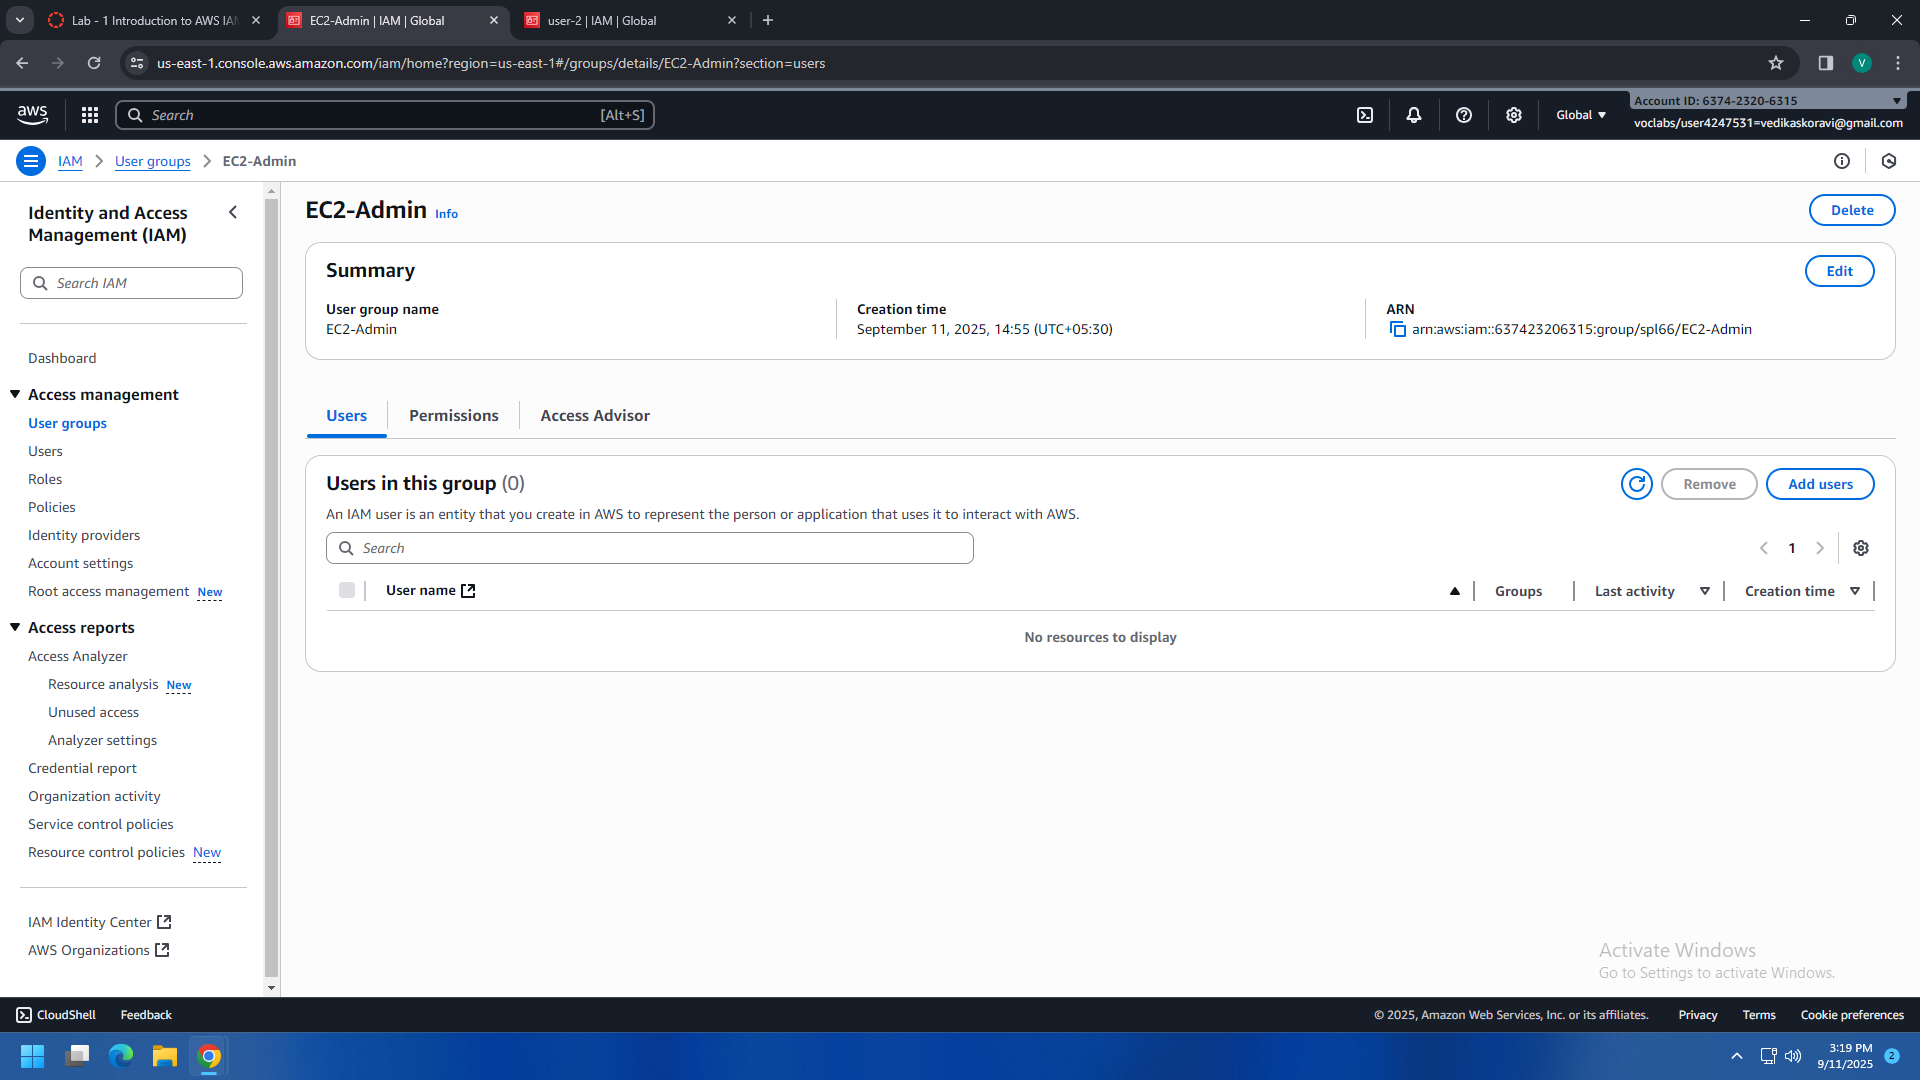 Lab - 1 Introduction to AWS IAM
EC2-Admin | IAM | Global
user-2 | IAM | Global
us-east-1.console.aws.amazon.com/iam/home?region=us-east-1#/groups/details/EC2-Admin?section=users
V
aws
Search
[Alt+S]
Global
Account ID: 6374-2320-6315
voclabs/user4247531=vedikaskoravi@gmail.com
IAM
User groups
EC2-Admin
Identity and Access
Management (IAM)
Search IAM
Dashboard
Access management
User groups
Users
Roles
Policies
Identity providers
Account settings
Root access management New
Access reports
Access Analyzer
Resource analysis New
Unused access
Analyzer settings
Credential report
Organization activity
Service control policies
Resource control policies New
IAM Identity Center
AWS Organizations
EC2-Admin Info
Delete
Summary
Edit
User group name
EC2-Admin
Creation time
September 11, 2025, 14:55 (UTC+05:30)
ARN
arn:aws:iam::637423206315:group/spl66/EC2-Admin
Users
Permissions
Access Advisor
Users in this group (0)
Remove
Add users
An IAM user is an entity that you create in AWS to represent the person or application that uses it to interact with AWS.
Search
1
User name
Groups
Last activity
Creation time
No resources to display
Activate Windows
Go to Settings to activate Windows.
CloudShell
Feedback
© 2025, Amazon Web Services, Inc. or its affiliates.
Privacy
Terms
Cookie preferences
3:19 PM
9/11/2025
2